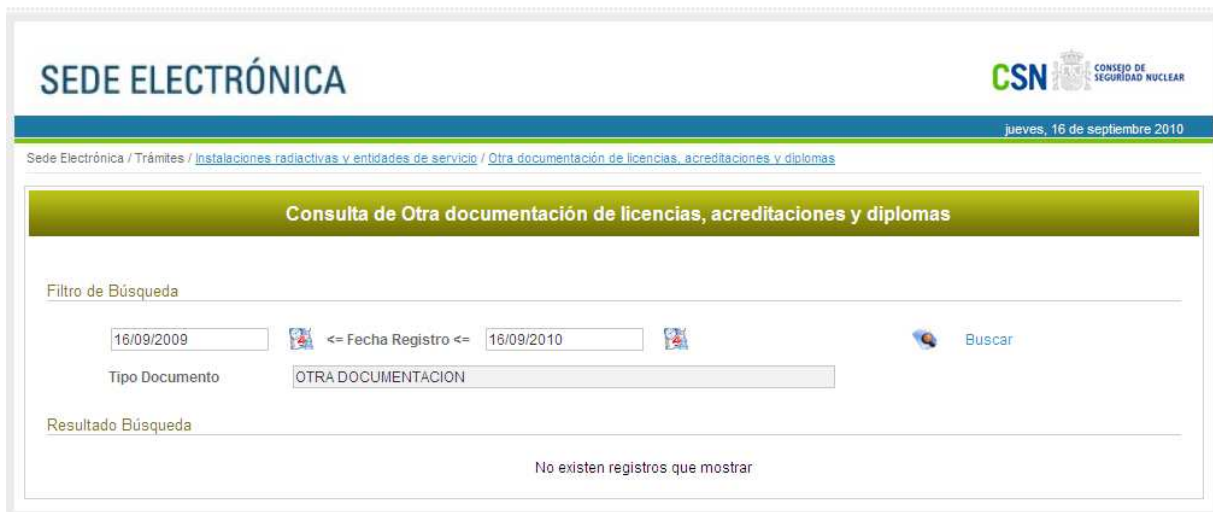 SEDE ELECTRÓNICA
CSN CONSEJO DE
SEGURIDAD NUCLEAR
jueves, 16 de septiembre 2010
Sede Electrónica / Trámites / Instalaciones radiactivas y entidades de servicio / Otra documentación de licencias, acreditaciones y diplomas
Consulta de Otra documentación de licencias, acreditaciones y diplomas
Filtro de Búsqueda
16/09/2009 <= Fecha Registro <= 16/09/2010 Buscar
Tipo Documento OTRA DOCUMENTACION
Resultado Búsqueda
No existen registros que mostrar